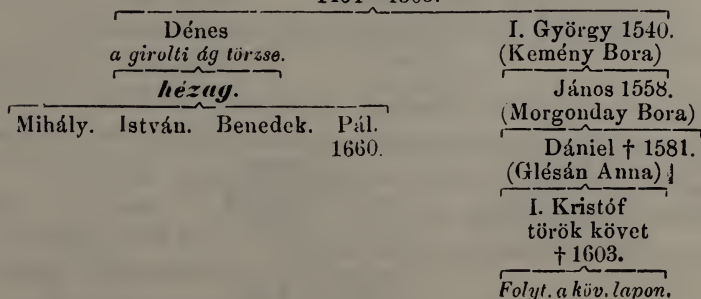 Dénes
a girolti ág törzse.
hézag.
Mihály. István. Benedek. Pál.
1660.
I. György 1540.
(Kemény Bora)
János 1558.
(Morgonday Bora)
Dániel † 1581.
(Glésán Anna)
I. Kristóf
török követ
† 1603.
Folyt. a köv. lapon.